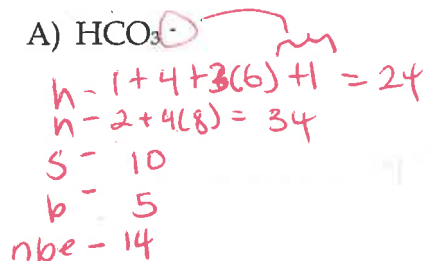 A) HCO₃⁻
h - 1 + 4 + 3(6) + 1 = 24
n - 2 + 4(8) = 34
S - 10
b - 5
nbe - 14